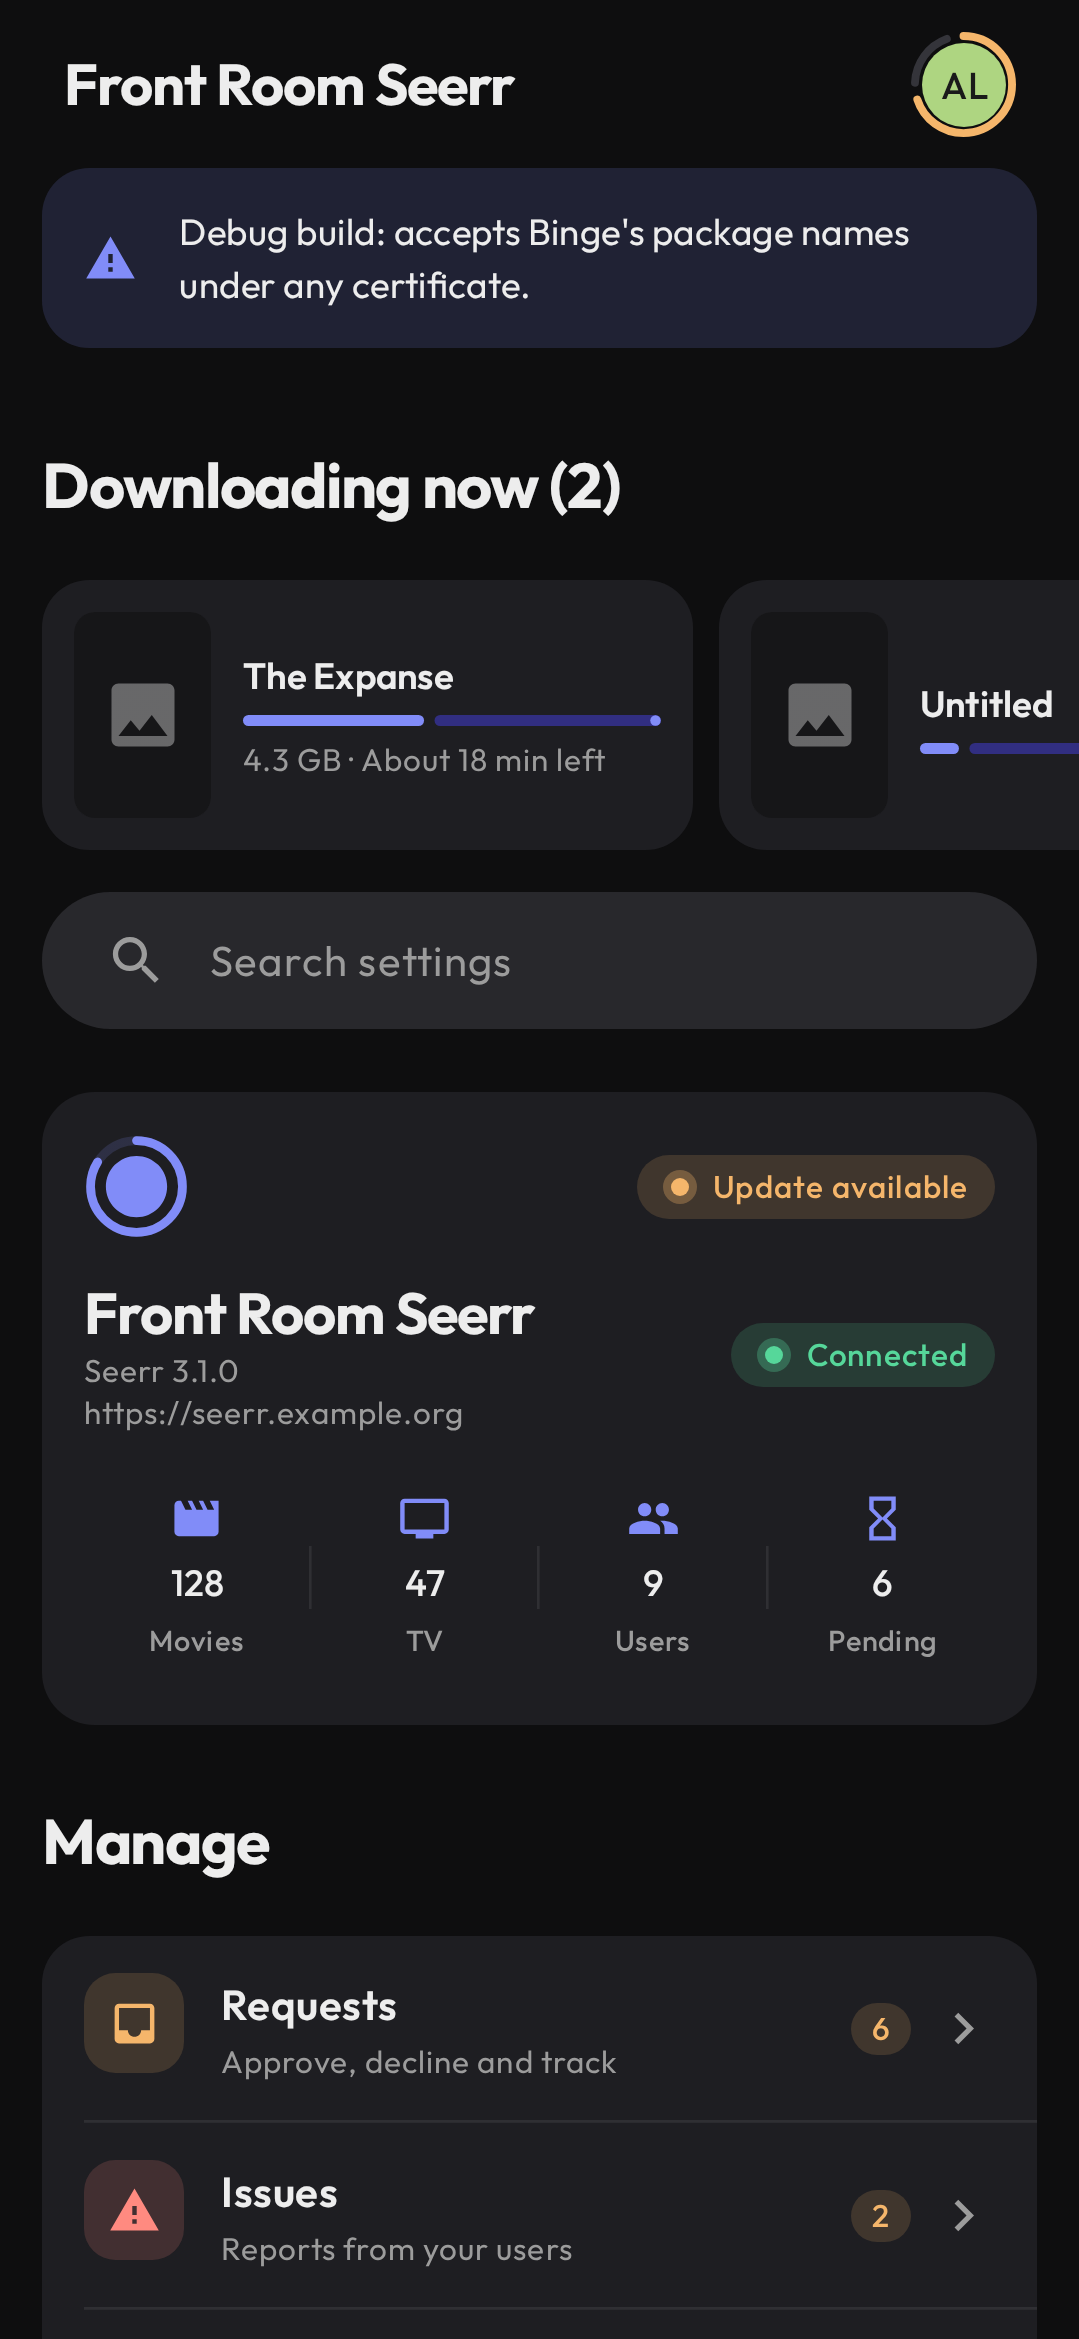 Front Room Seerr
AL
Debug build: accepts Binge's package names
under any certificate.
Downloading now (2)
The Expanse
4.3 GB · About 18 min left
Untitled
Search settings
Update available
Front Room Seerr
Seerr 3.1.0
https://seerr.example.org
Connected
128
Movies
47
TV
9
Users
6
Pending
Manage
Requests
Approve, decline and track
6
Issues
Reports from your users
2